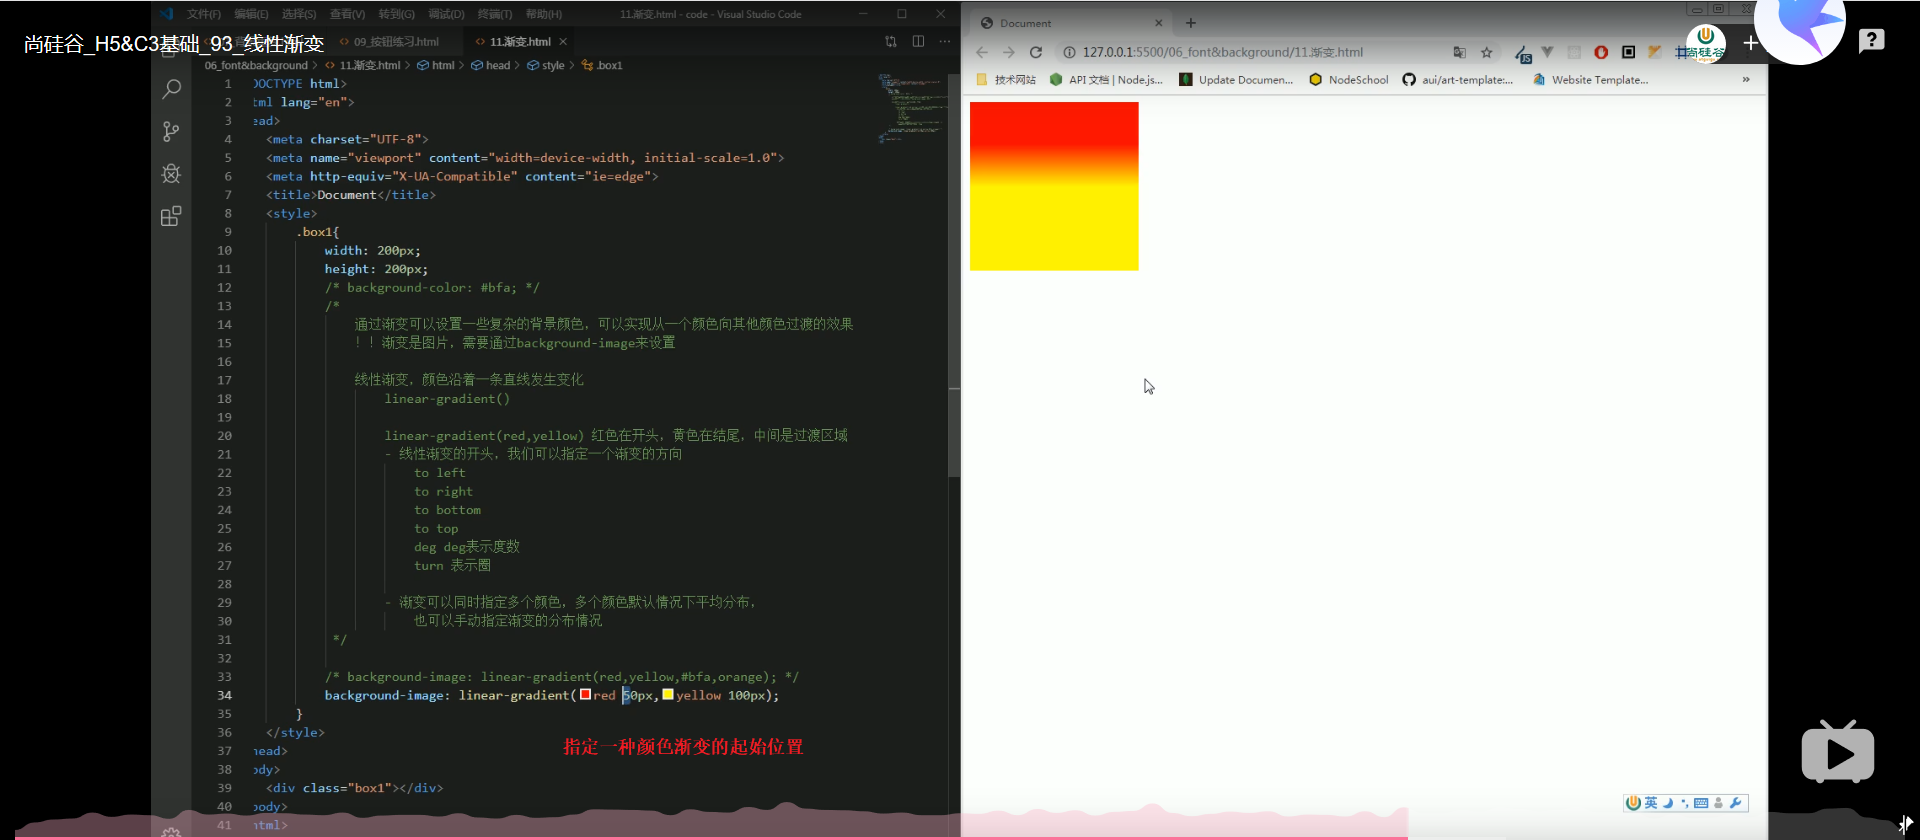 文件(F) 编辑(E) 选择(S) 查看(V) 转到(G) 调试(D) 终端(T) 帮助(H) 11.渐变.html - code - Visual Studio Code
尚硅谷_H5&C3基础_93_线性渐变
09_按钮练习.html 11.渐变.html
06_font&background > 11.渐变.html > html > head > style > .box1
1 DOCTYPE html>
2 tml lang="en">
3 ead>
4 <meta charset="UTF-8">
5 <meta name="viewport" content="width=device-width, initial-scale=1.0">
6 <meta http-equiv="X-UA-Compatible" content="ie=edge">
7 <title>Document</title>
8 <style>
9 .box1{
10 width: 200px;
11 height: 200px;
12 /* background-color: #bfa; */
13 /*
14 通过渐变可以设置一些复杂的背景颜色，可以实现从一个颜色向其他颜色过渡的效果
15 ！！渐变是图片，需要通过background-image来设置
16
17 线性渐变，颜色沿着一条直线发生变化
18 linear-gradient()
19
20 linear-gradient(red,yellow) 红色在开头，黄色在结尾，中间是过渡区域
21 - 线性渐变的开头，我们可以指定一个渐变的方向
22 to left
23 to right
24 to bottom
25 to top
26 deg deg表示度数
27 turn 表示圈
28
29 - 渐变可以同时指定多个颜色，多个颜色默认情况下平均分布，
30 也可以手动指定渐变的分布情况
31 */
32
33 /* background-image: linear-gradient(red,yellow,#bfa,orange); */
34 background-image: linear-gradient(red 50px,yellow 100px);
35 }
36 </style>
37 head>
38 ody>
39 <div class="box1"></div>
40 body>
41 html>
指定一种颜色渐变的起始位置
Document
127.0.0.1:5500/06_font&background/11.渐变.html
JS
尚硅谷
技术网站 API 文档 | Node.js... Update Documen... NodeSchool aui/art-template:... Website Template... »
英